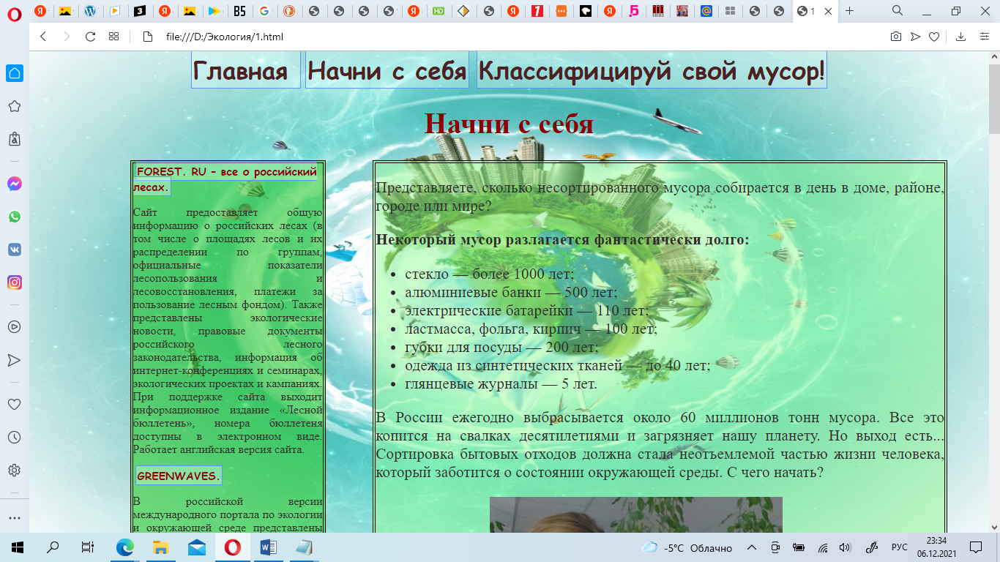 B5
HD
1
file:///D:/Экология/1.html
Главная
Начни с себя
Классифицируй свой мусор!
Начни с себя
FOREST. RU – все о российский
лесах.
Сайт предоставляет общую
информацию о российских лесах (в
том числе о площадях лесов и их
распределении по группам,
официальные показатели
лесопользования и
лесовосстановления, платежи за
пользование лесным фондом). Также
представлены экологические
новости, правовые документы
российского лесного
законодательства, информация об
интернет-конференциях и семинарах,
экологических проектах и кампаниях.
При поддержке сайта выходит
информационное издание «Лесной
бюллетень», номера бюллетеня
доступны в электронном виде.
Работает английская версия сайта.
GREENWAVES.
В российской версии
международного портала по экологии
и окружающей среде представлены
Представляете, сколько несортированного мусора собирается в день в доме, районе,
городе или мире?
Некоторый мусор разлагается фантастически долго:
• стекло — более 1000 лет;
• алюминиевые банки — 500 лет;
• электрические батарейки — 110 лет;
• ластмасса, фольга, кирпич — 100 лет;
• губки для посуды — 200 лет;
• одежда из синтетических тканей — до 40 лет;
• глянцевые журналы — 5 лет.
В России ежегодно выбрасывается около 60 миллионов тонн мусора. Все это
копится на свалках десятилетиями и загрязняет нашу планету. Но выход есть...
Сортировка бытовых отходов должна стала неотъемлемой частью жизни человека,
который заботится о состоянии окружающей среды. С чего начать?
-5°C Облачно
РУС
23:34
06.12.2021